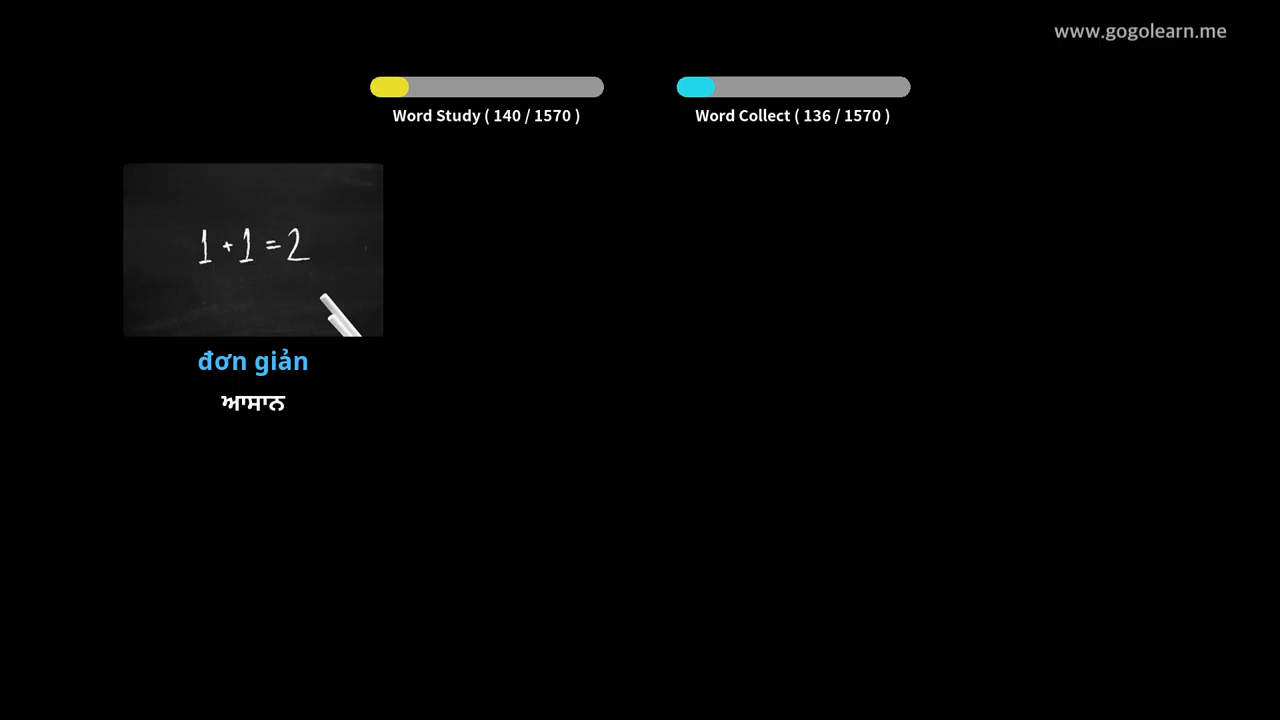 www.gogolearn.me
Word Study ( 140 / 1570 )
Word Collect ( 136 / 1570 )
1 + 1 = 2
đơn giản
ਆਸਾਨ